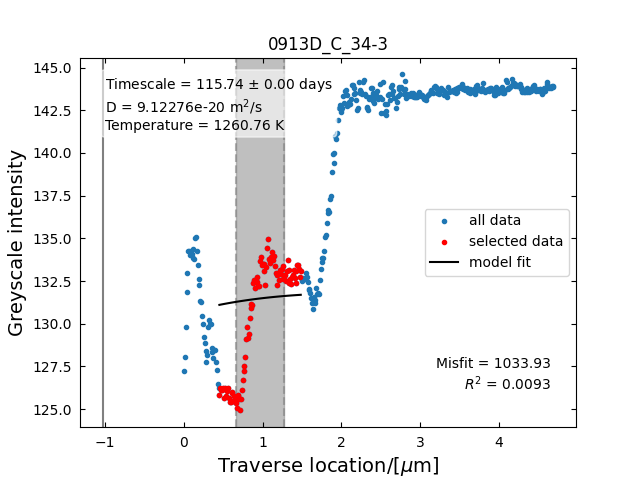 0913D_C_34-3
Timescale = 115.74 ± 0.00 days
D = 9.12276e-20 m²/s
Temperature = 1260.76 K
Greyscale intensity
145.0
142.5
140.0
137.5
135.0
132.5
130.0
127.5
125.0
all data
selected data
model fit
Misfit = 1033.93
R² = 0.0093
−1 0 1 2 3 4
Traverse location/[μm]